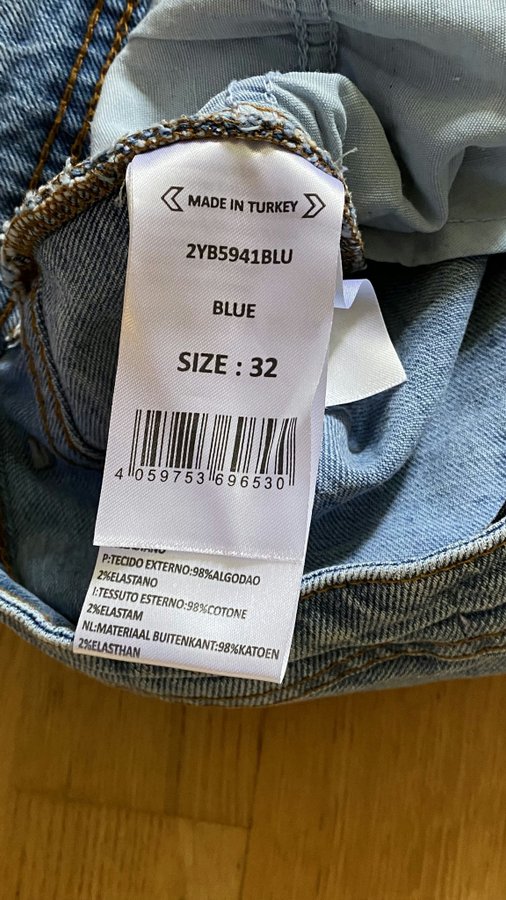 MADE IN TURKEY
2YB5941BLU
BLUE
SIZE : 32
4 059753 696530
P:TECIDO EXTERNO:98%ALGODAO
2%ELASTANO
I:TESSUTO ESTERNO:98%COTONE
2%ELASTAM
NL:MATERIAAL BUITENKANT:98%KATOEN
2%ELASTHAN